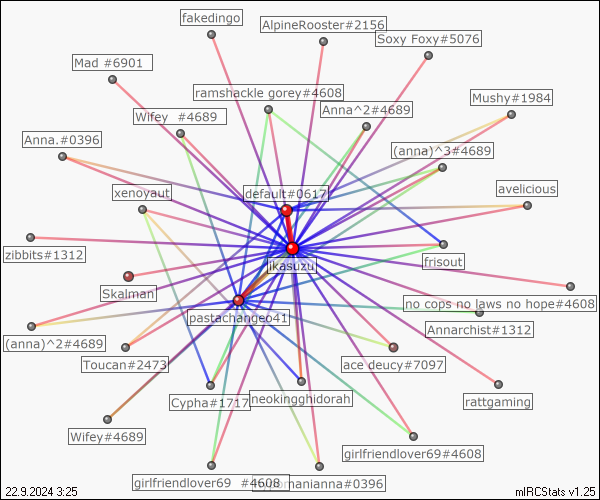 fakedingo
AlpineRooster#2156
Soxy Foxy#5076
Mad #6901
ramshackle gorey#4608
Mushy#1984
Wifey #4689
Anna^2#4689
Anna.#0396
(anna)^3#4689
xenoyaut
default#0617
avelicious
zibbits#1312
jikasuzu
frisout
Skalman
no cops no laws no hope#4608
pastachangeo41
Annarchist#1312
(anna)^2#4689
Toucan#2473
ace deucy#7097
Cypha#1717
neokingghidorah
rattgaming
Wifey#4689
girlfriendlover69#4608
girlfriendlover69 #4608
omanianna#0396
22.9.2024 3:25
mIRCStats v1.25